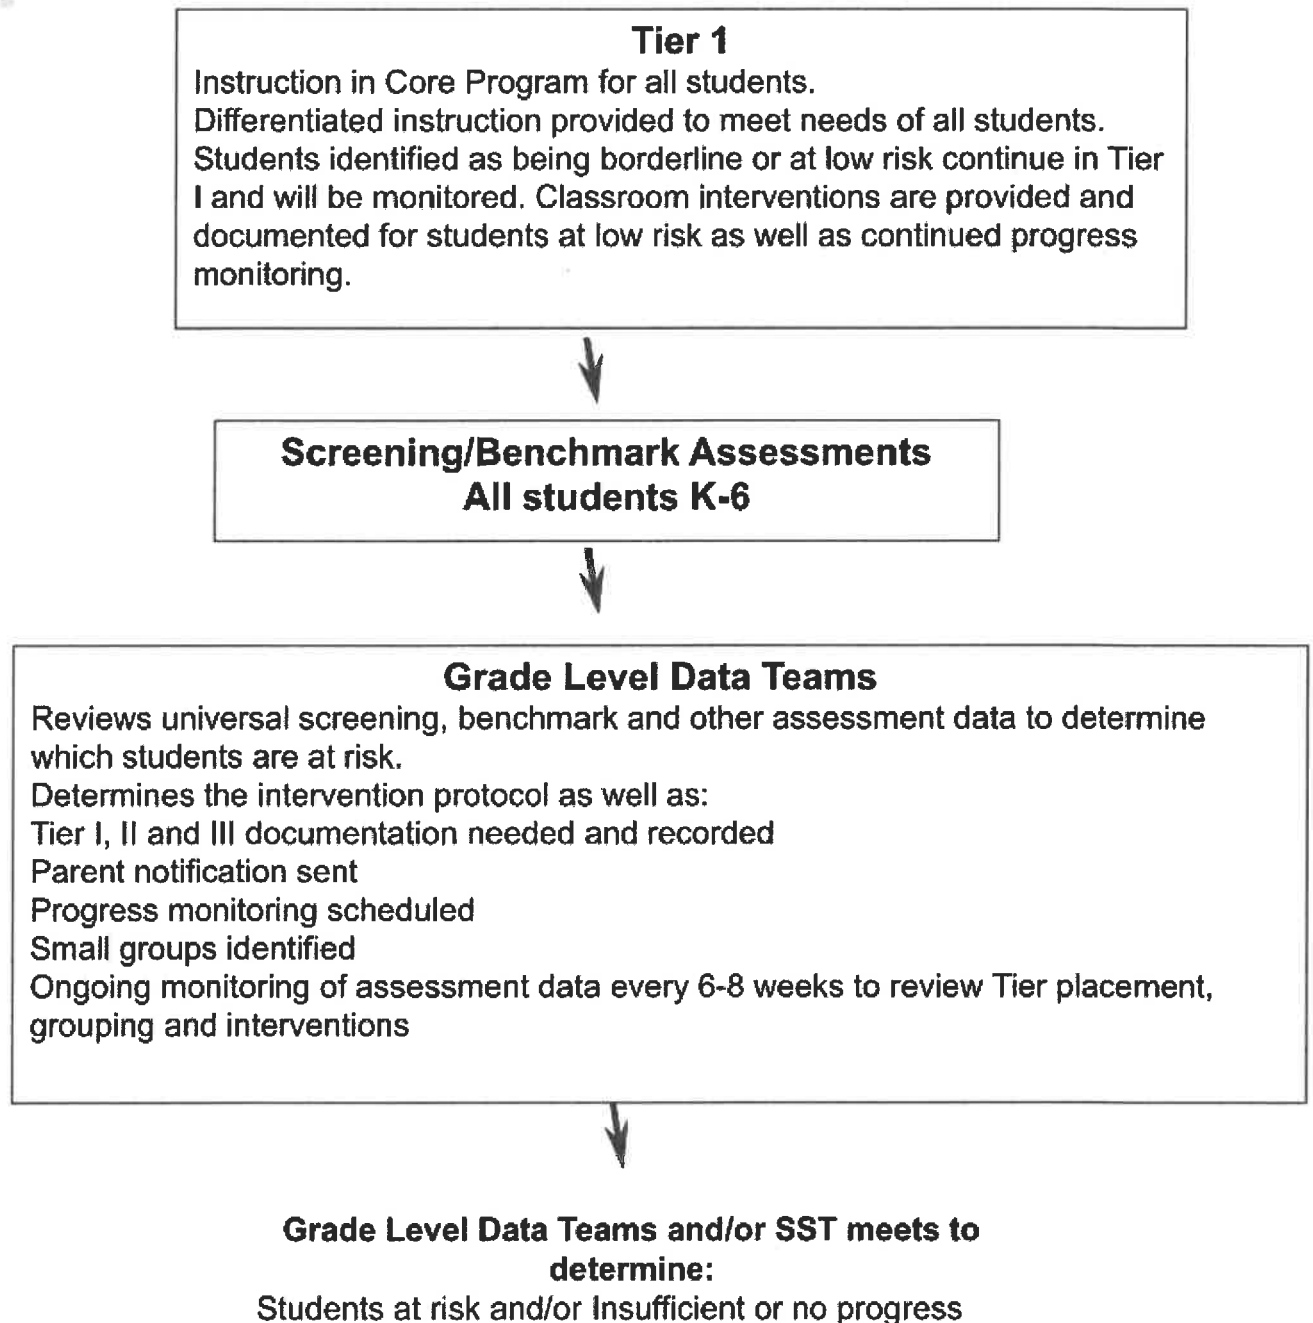 Tier 1
Instruction in Core Program for all students.
Differentiated instruction provided to meet needs of all students.
Students identified as being borderline or at low risk continue in Tier
I and will be monitored. Classroom interventions are provided and
documented for students at low risk as well as continued progress
monitoring.
Screening/Benchmark Assessments
All students K-6
Grade Level Data Teams
Reviews universal screening, benchmark and other assessment data to determine
which students are at risk.
Determines the intervention protocol as well as:
Tier I, II and III documentation needed and recorded
Parent notification sent
Progress monitoring scheduled
Small groups identified
Ongoing monitoring of assessment data every 6-8 weeks to review Tier placement,
grouping and interventions
Grade Level Data Teams and/or SST meets to
determine:
Students at risk and/or Insufficient or no progress